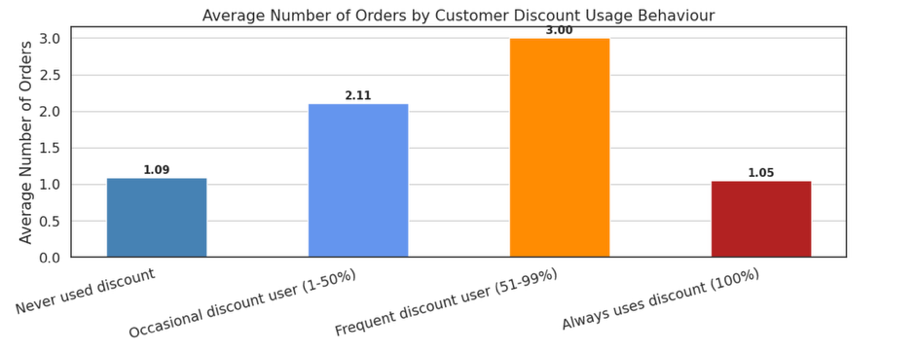 Average Number of Orders by Customer Discount Usage Behaviour
Average Number of Orders
3.0
2.5
2.0
1.5
1.0
0.5
0.0
1.09
2.11
3.00
1.05
Never used discount
Occasional discount user (1-50%)
Frequent discount user (51-99%)
Always uses discount (100%)